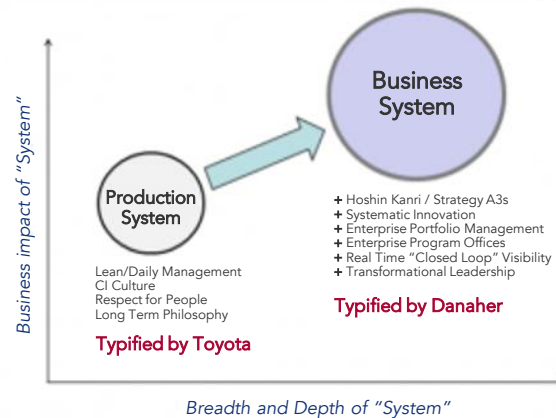 Business impact of “System”
Business
System
Production
System
Lean/Daily Management
CI Culture
Respect for People
Long Term Philosophy
Typified by Toyota
+ Hoshin Kanri / Strategy A3s
+ Systematic Innovation
+ Enterprise Portfolio Management
+ Enterprise Program Offices
+ Real Time “Closed Loop” Visibility
+ Transformational Leadership
Typified by Danaher
Breadth and Depth of “System”